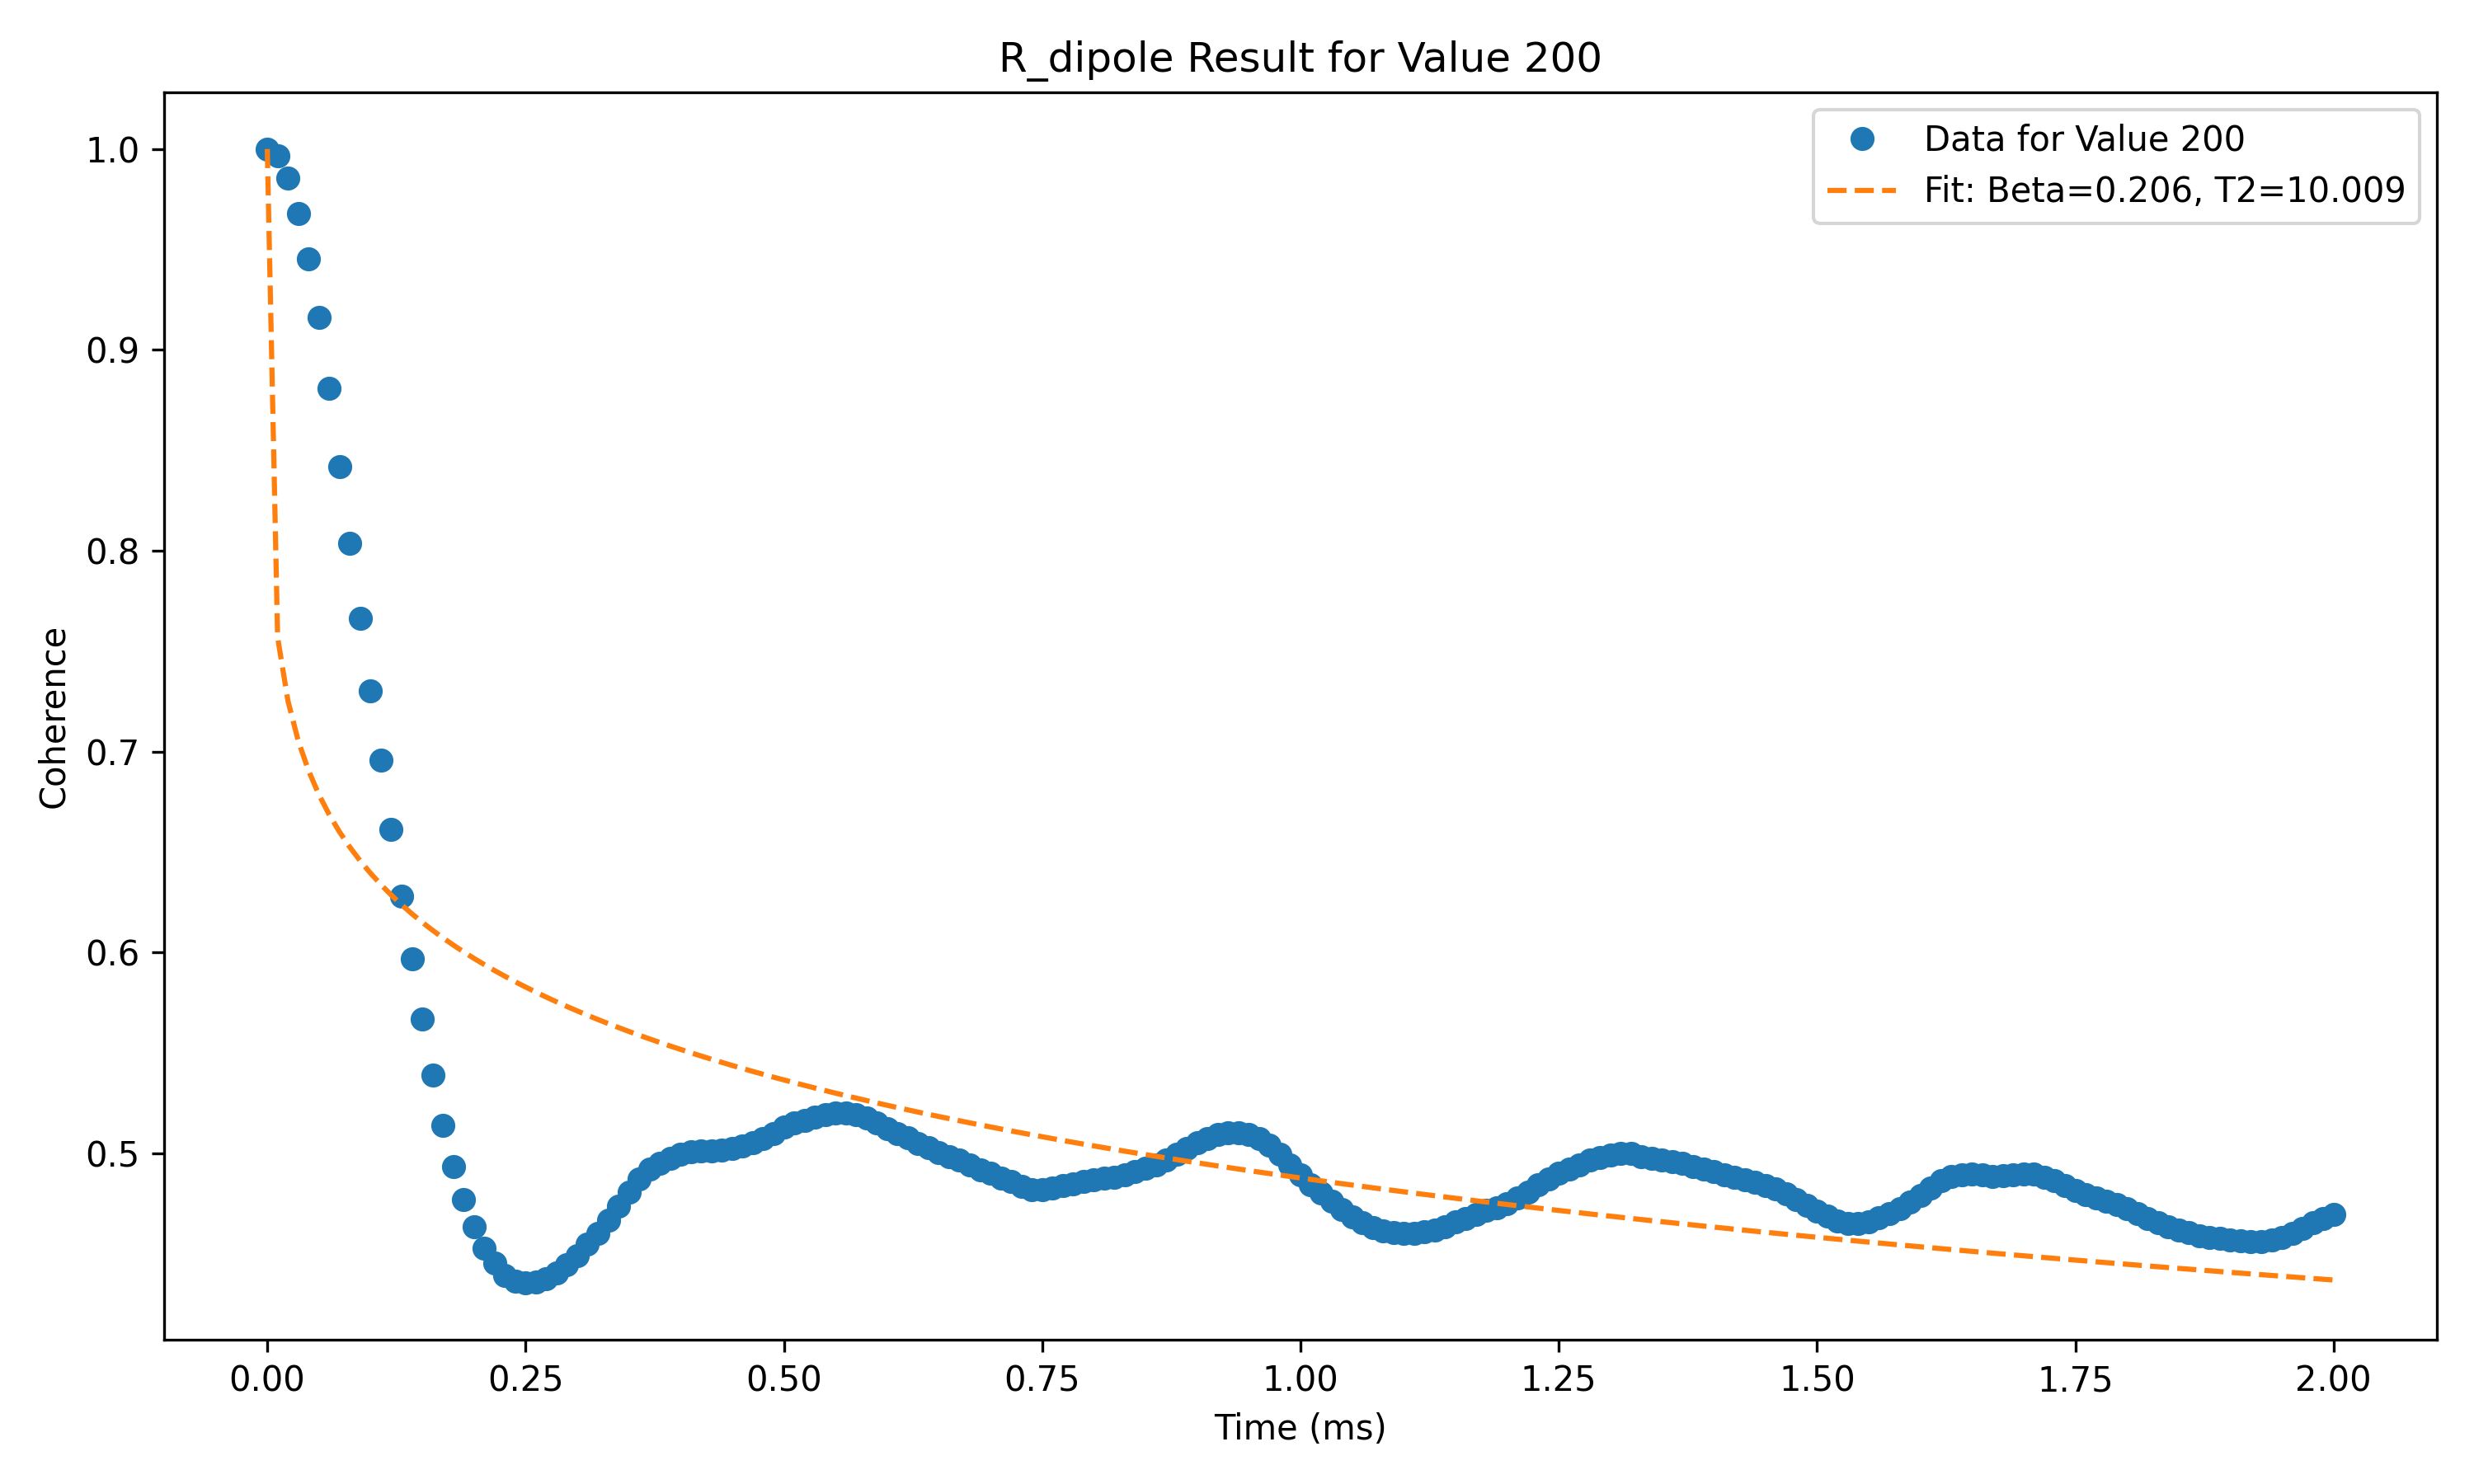 R_dipole Result for Value 200
Data for Value 200
Fit: Beta=0.206, T2=10.009
1.0
0.9
0.8
0.7
0.6
0.5
Coherence
0.00 0.25 0.50 0.75 1.00 1.25 1.50 1.75 2.00
Time (ms)